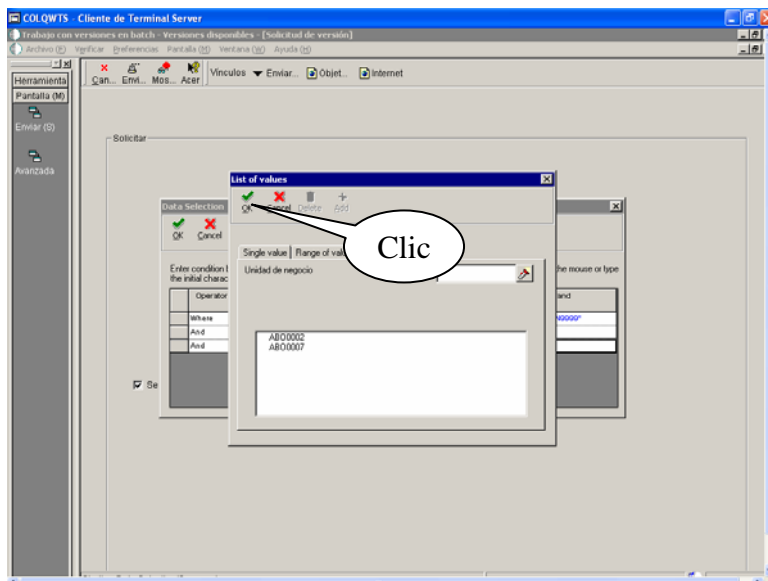 COLQWTS - Cliente de Terminal Server
Trabajo con versiones en batch - Versiones disponibles - [Solicitud de versión]
Archivo (F) Verificar Preferencias Pantalla (M) Ventana (W) Ayuda (H)
Herramienta
Pantalla (M)
Enviar (S)
Avanzada
Can... Envi... Mos... Acer Vínculos Enviar... Objet... Internet
Solicitar
List of values
OK Cancel Delete Add
Data Selection
OK Cancel
Clic
Single value Range of val
Unidad de negocio
Enter condition
the initial charac
he mouse or type
Operator
and
Where
And
And
ABO0002
ABO0007
Se